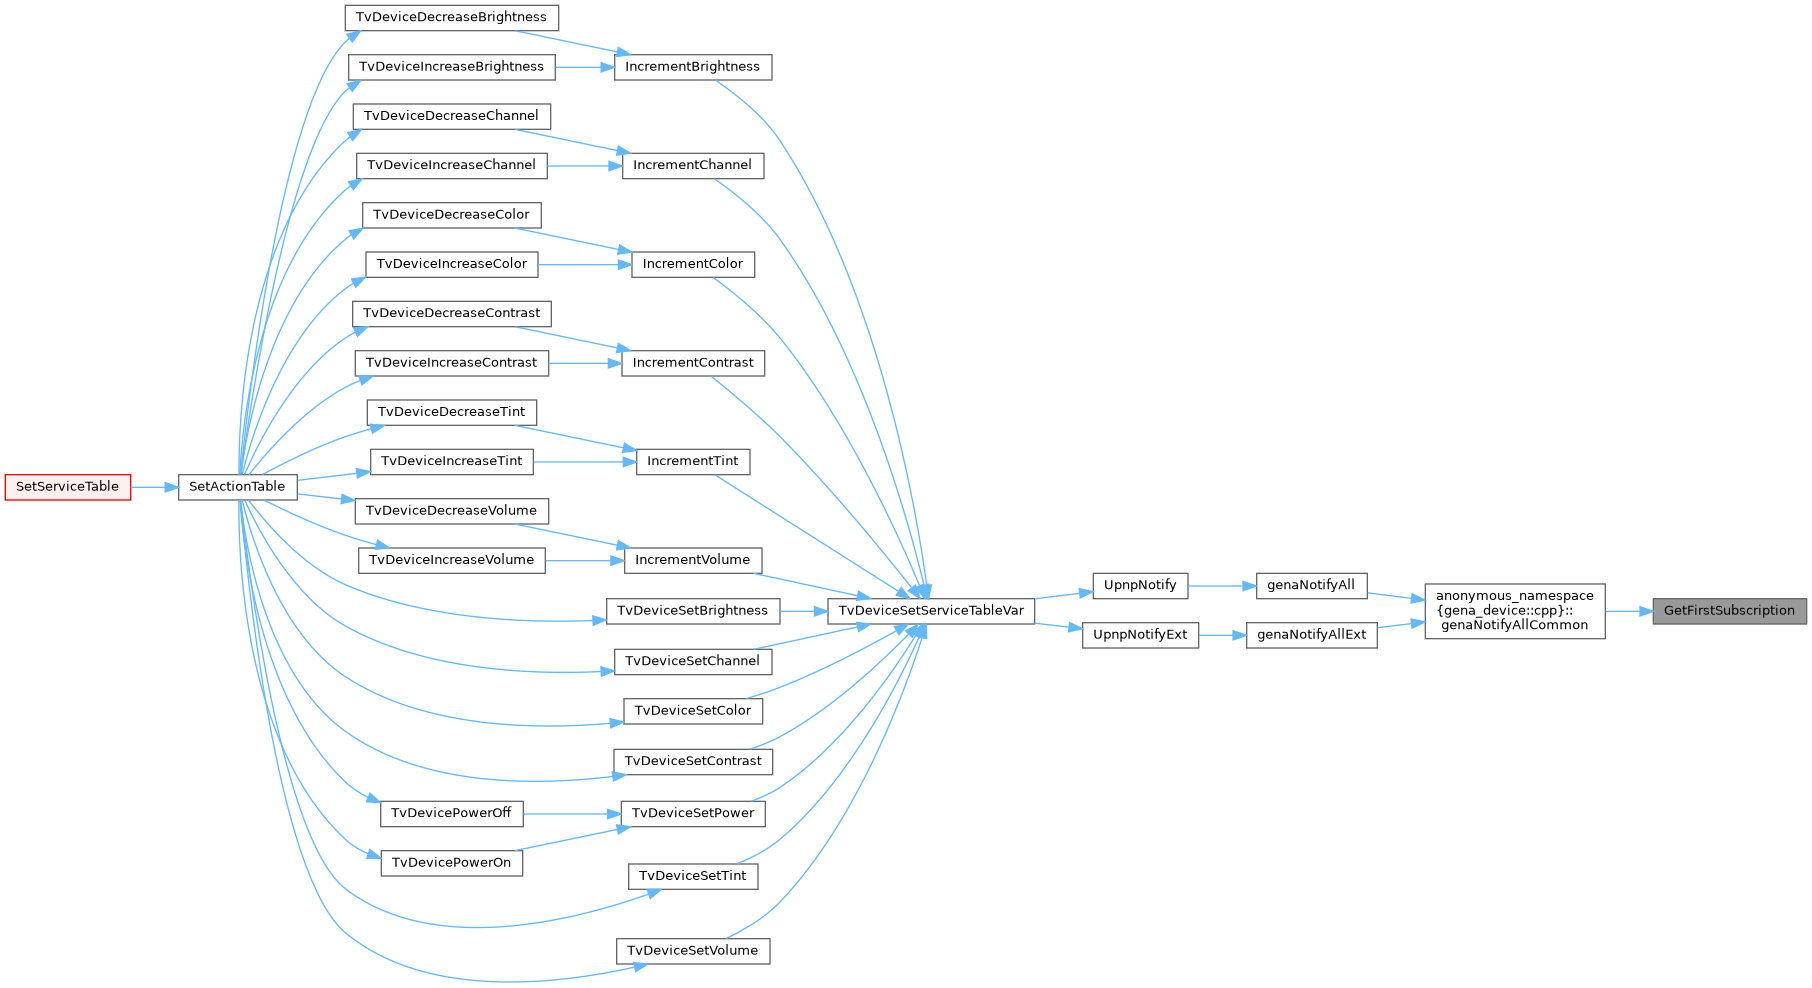 TvDeviceDecreaseBrightness
TvDeviceIncreaseBrightness
IncrementBrightness
TvDeviceDecreaseChannel
TvDeviceIncreaseChannel
IncrementChannel
TvDeviceDecreaseColor
TvDeviceIncreaseColor
IncrementColor
TvDeviceDecreaseContrast
TvDeviceIncreaseContrast
IncrementContrast
TvDeviceDecreaseTint
TvDeviceIncreaseTint
IncrementTint
SetServiceTable
SetActionTable
TvDeviceDecreaseVolume
TvDeviceIncreaseVolume
IncrementVolume
TvDeviceSetBrightness
TvDeviceSetServiceTableVar
UpnpNotify
genaNotifyAll
anonymous_namespace
{gena_device::cpp}::
genaNotifyAllCommon
GetFirstSubscription
UpnpNotifyExt
genaNotifyAllExt
TvDeviceSetChannel
TvDeviceSetColor
TvDeviceSetContrast
TvDevicePowerOff
TvDeviceSetPower
TvDevicePowerOn
TvDeviceSetTint
TvDeviceSetVolume